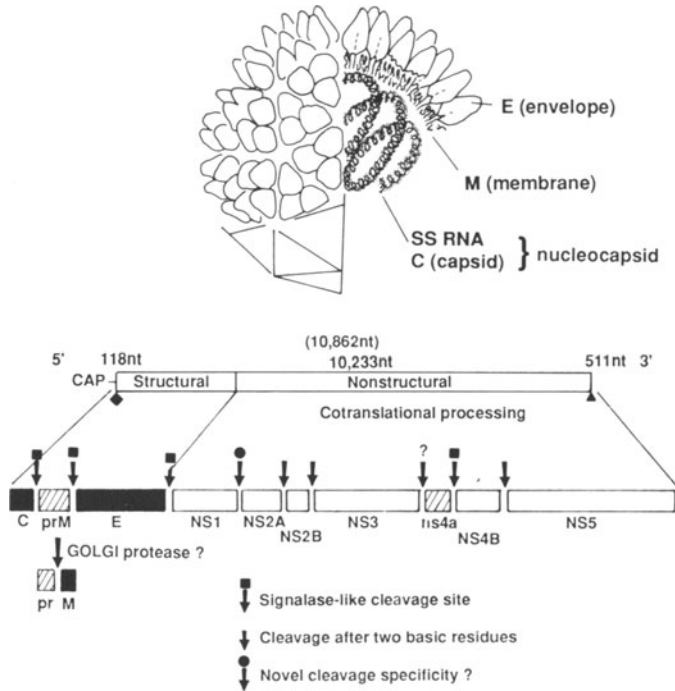 E (envelope)
M (membrane)
SS RNA
C (capsid) } nucleocapsid
(10,862nt)
5' 118nt 10,233nt 511nt 3'
CAP Structural Nonstructural
Cotranslational processing
?
C prM E NS1 NS2A NS2B NS3 ns4a NS4B NS5
GOLGI protease ?
pr M
Signalase-like cleavage site
Cleavage after two basic residues
Novel cleavage specificity ?